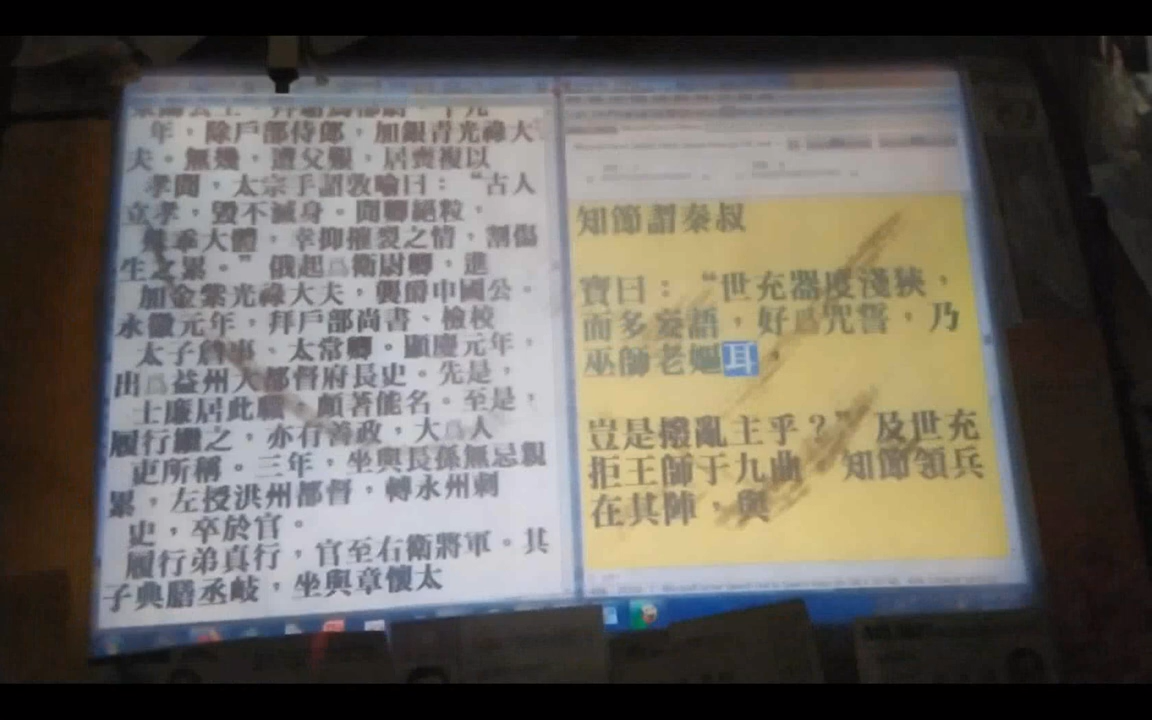 年，除戶部侍郎，加銀青光祿大
夫。無幾，遭父艱，居喪複以
孝聞，太宗手詔敦喻曰：“古人
立孝，毀不滅身。聞卿絕粒，
乖大體，幸抑摧裂之情，割傷
生之累。”俄起衛尉卿，進
加金紫光祿大夫，襲爵申國公。
永徽元年，拜戶部尚書、檢校
太子詹事、太常卿。顯慶元年，
出益州大都督府長史。先是，
士廉居此職，頗著能名。至是，
履行繼之，亦有善政，大人
吏所稱。三年，坐與長孫無忌親
累，左授洪州都督，轉永州刺
史，卒於官。
履行弟真行，官至右衛將軍。其
子典膳丞岐，坐與章懷太
知節謂秦叔
寶曰：“世充器度淺狹，
而多妄語，好咒誓，乃
巫師老嫗耳，
豈是撥亂主乎？”及世充
拒王師于九曲 知節領兵
在其陣，與